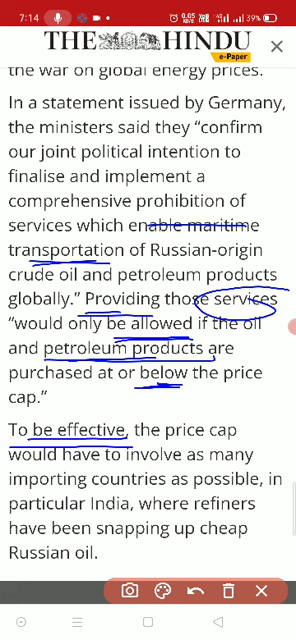 7:14
0.05 KB/S
39%
THE HINDU
e-Paper
the war on global energy prices.
In a statement issued by Germany,
the ministers said they “confirm
our joint political intention to
finalise and implement a
comprehensive prohibition of
services which enable maritime
transportation of Russian-origin
crude oil and petroleum products
globally.” Providing those services
“would only be allowed if the oil
and petroleum products are
purchased at or below the price
cap.”
To be effective, the price cap
would have to involve as many
importing countries as possible, in
particular India, where refiners
have been snapping up cheap
Russian oil.